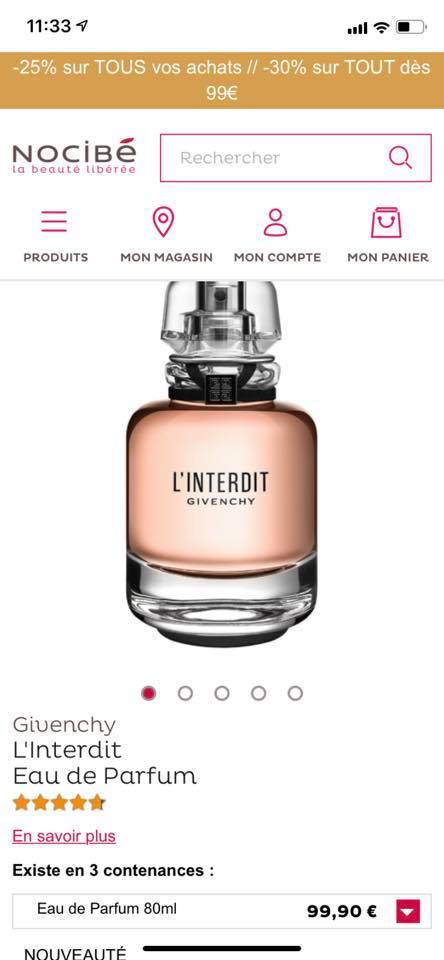 11:33
-25% sur TOUS vos achats // -30% sur TOUT dès
99€
NOCIBÉ
la beauté libérée
Rechercher
PRODUITS
MON MAGASIN
MON COMPTE
MON PANIER
L'INTERDIT
GIVENCHY
Givenchy
L'Interdit
Eau de Parfum
En savoir plus
Existe en 3 contenances :
Eau de Parfum 80ml
99,90 €
NOUVEAUTÉ